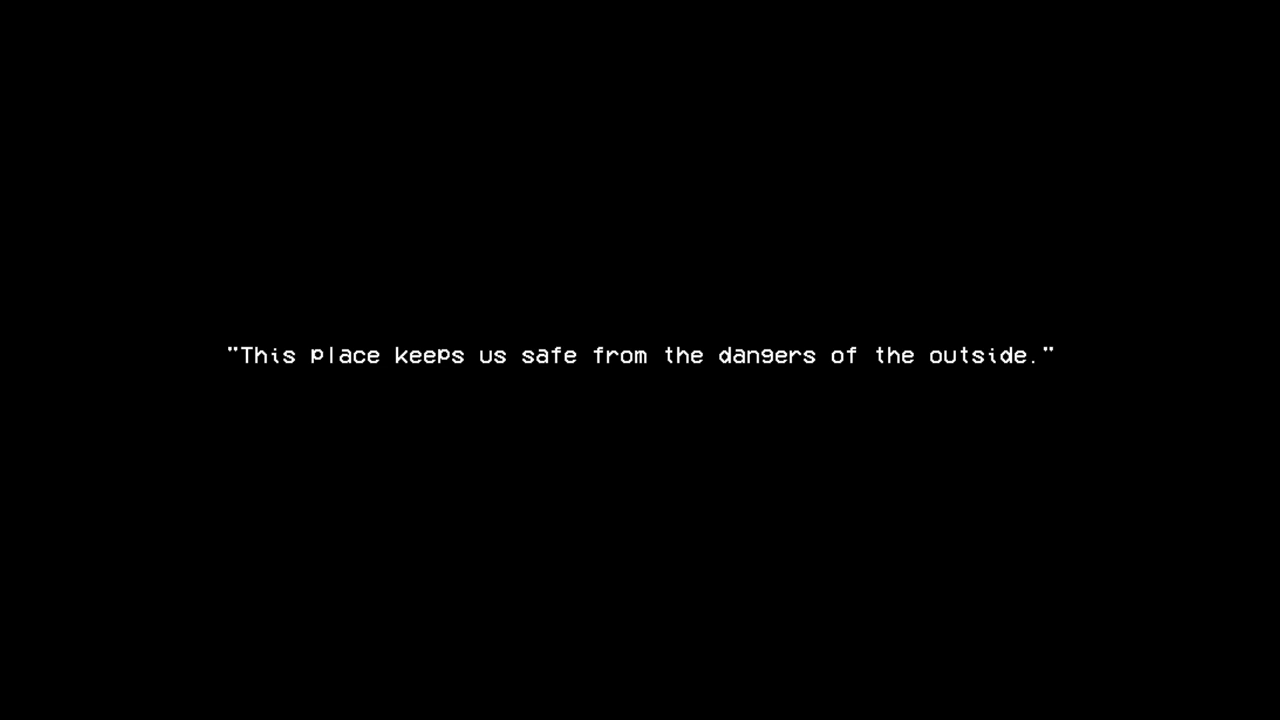 "This place keeps us safe from the dangers of the outside."